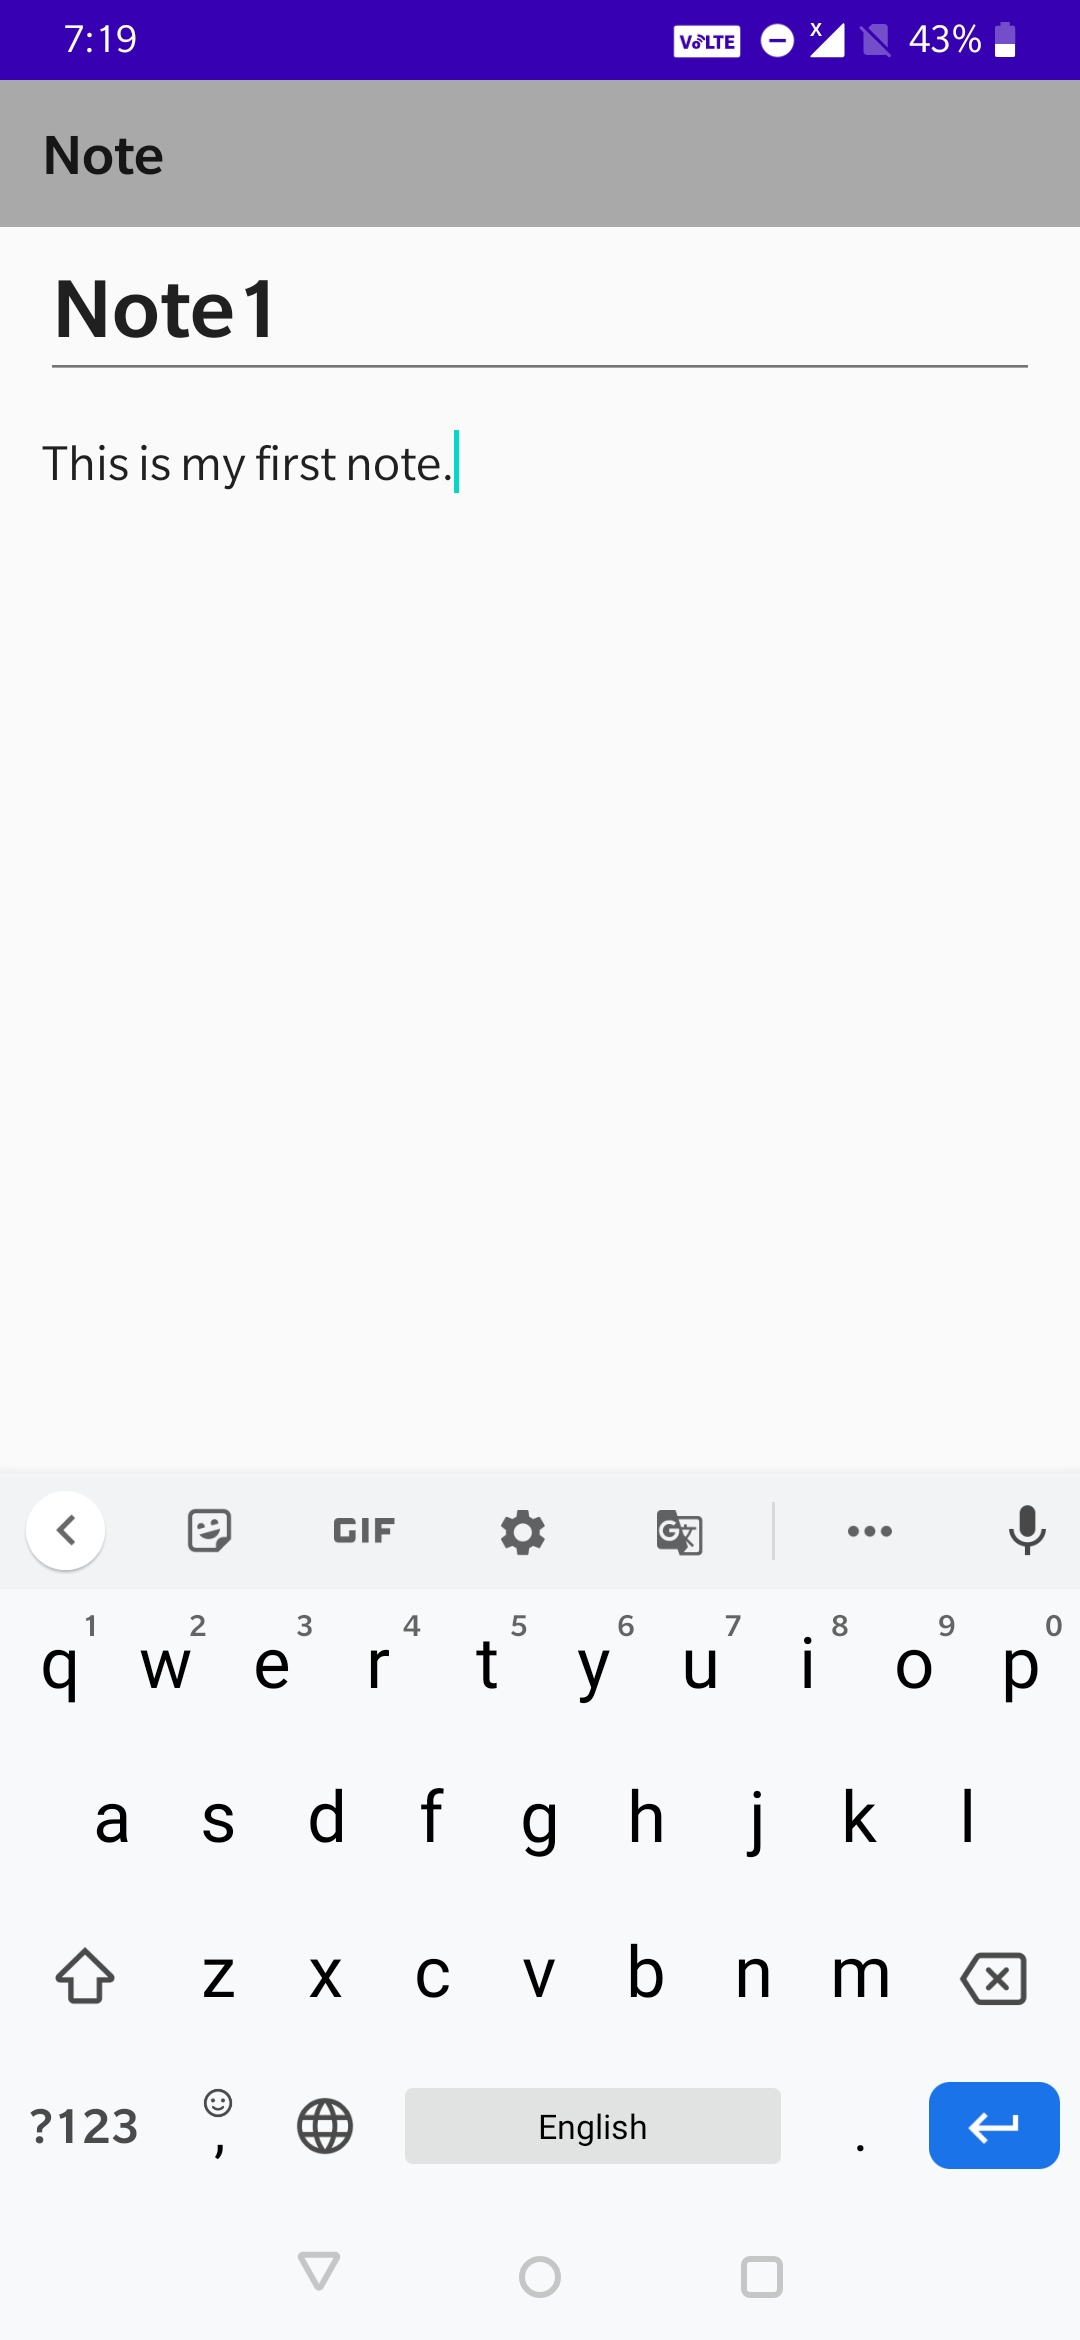 7:19
VoLTE x 43%
Note
Note1
This is my first note.
GIF
1 2 3 4 5 6 7 8 9 0
q w e r t y u i o p
a s d f g h j k l
z x c v b n m
?123 , English .